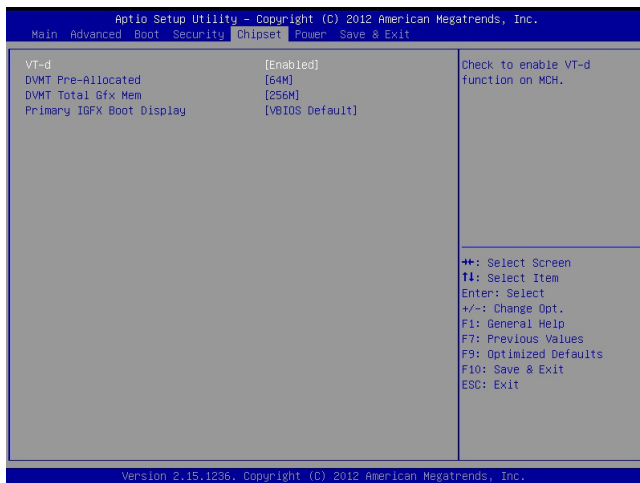 Aptio Setup Utility - Copyright (C) 2012 American Megatrends, Inc.
Main Advanced Boot Security Chipset Power Save & Exit
VT-d [Enabled]
DVMT Pre-Allocated [64M]
DVMT Total Gfx Mem [256M]
Primary IGFX Boot Display [VBIOS Default]
Check to enable VT-d
function on MCH.
→←: Select Screen
↑↓: Select Item
Enter: Select
+/-: Change Opt.
F1: General Help
F7: Previous Values
F9: Optimized Defaults
F10: Save & Exit
ESC: Exit
Version 2.15.1236. Copyright (C) 2012 American Megatrends, Inc.